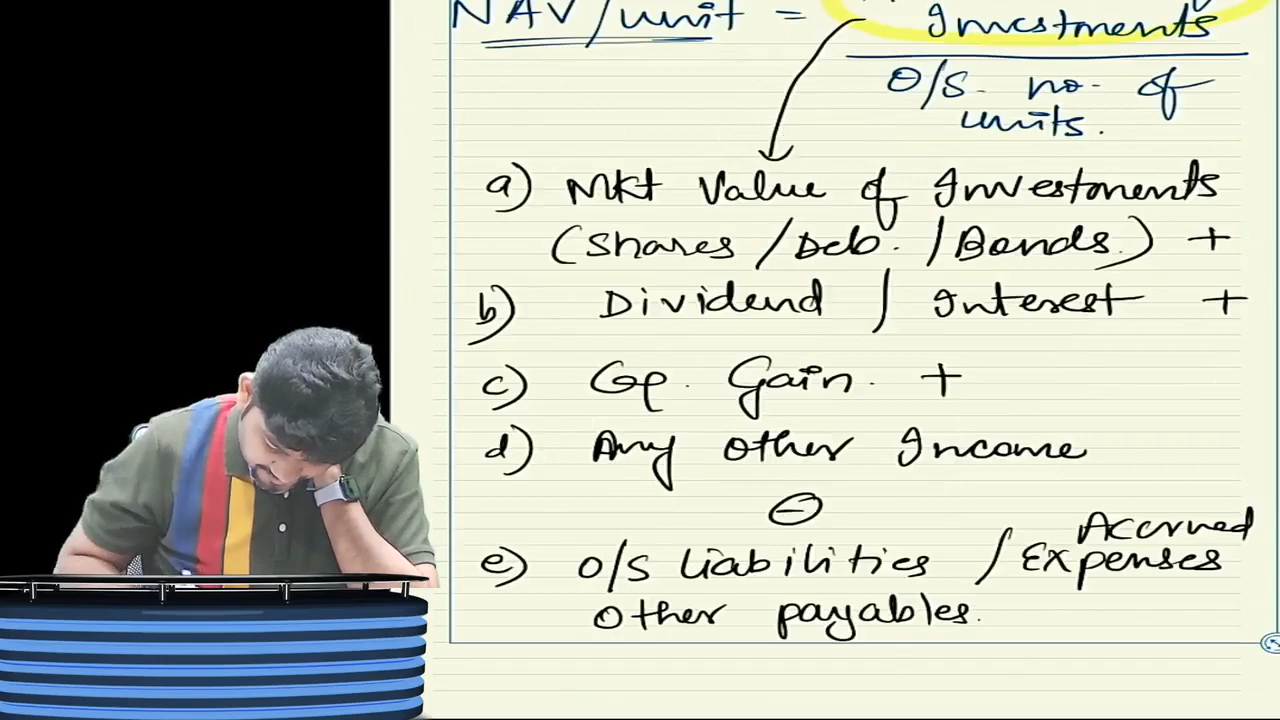 NAV/unit =
Investments
O/S. no. of
units.
a) Mkt Value of Investments
(Shares / Deb. / Bonds.) +
b) Dividend / Interest +
c) Cap. Gain. +
d) Any other Income
⊖
e) O/S Liabilities / Accrued Expenses
Other payables.